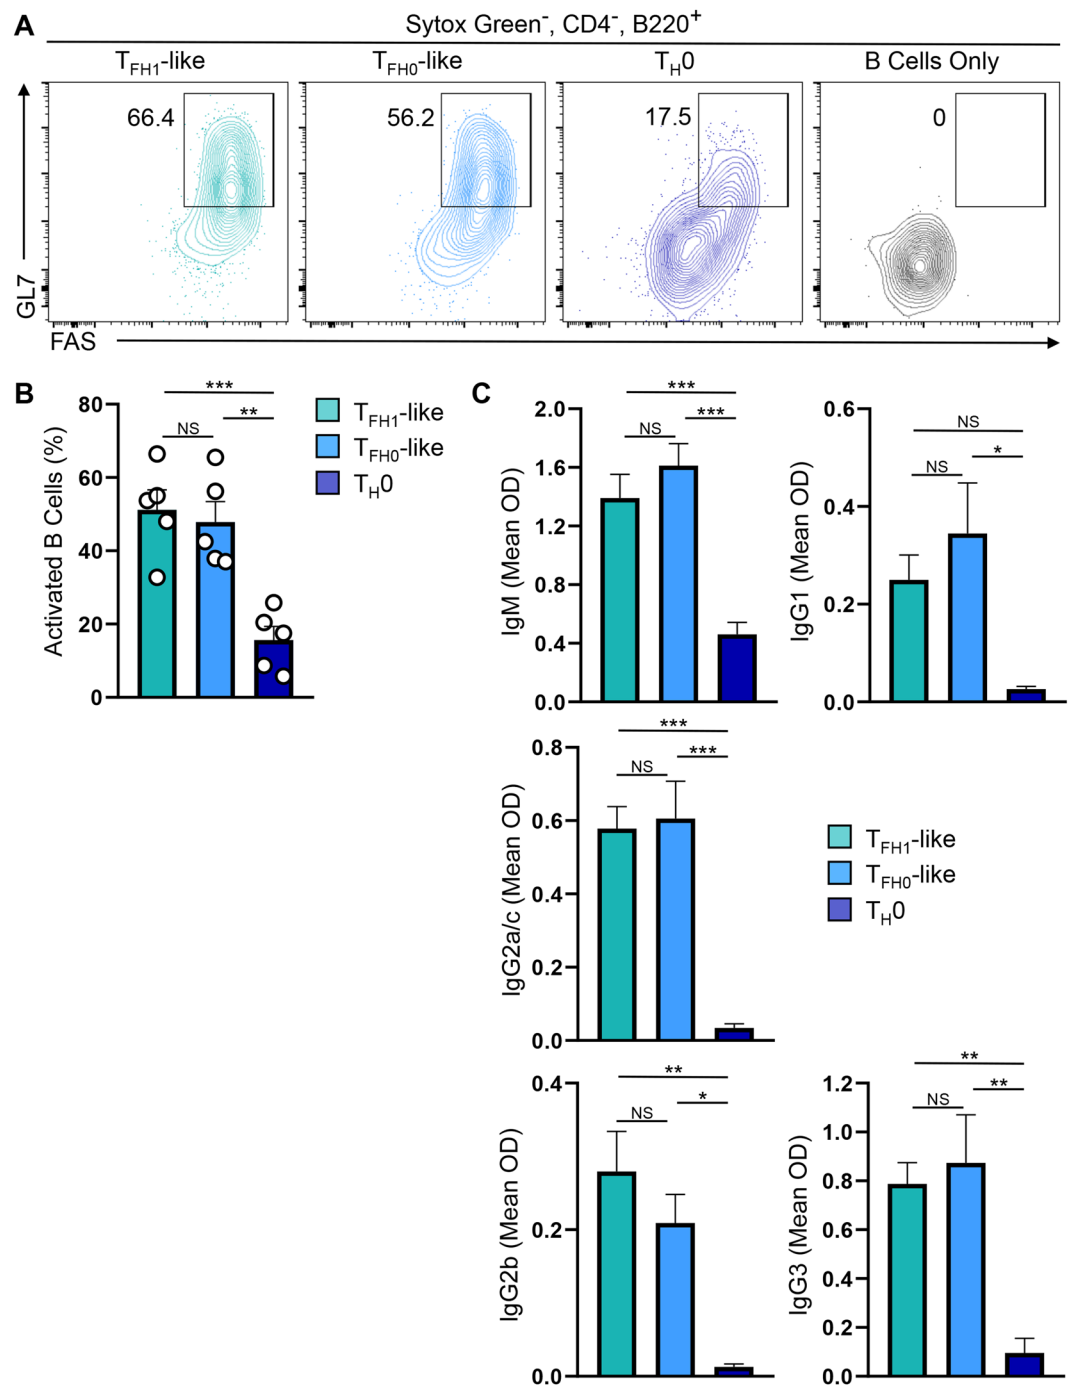 A
Sytox Green⁻, CD4⁻, B220⁺
T_FH1-like T_FH0-like T_H0 B Cells Only
66.4 56.2 17.5 0
GL7
FAS
B
Activated B Cells (%)
80
60
40
20
0
***
**
NS
T_FH1-like
T_FH0-like
T_H0
C
IgM (Mean OD)
2.0
1.6
1.2
0.8
0.4
0.0
***
***
NS
IgG1 (Mean OD)
0.6
0.4
0.2
0.0
NS
*
NS
IgG2a/c (Mean OD)
0.8
0.6
0.4
0.2
0.0
***
***
NS
T_FH1-like
T_FH0-like
T_H0
IgG2b (Mean OD)
0.4
0.2
0.0
**
*
NS
IgG3 (Mean OD)
1.2
1.0
0.8
0.6
0.4
0.2
0.0
**
**
NS